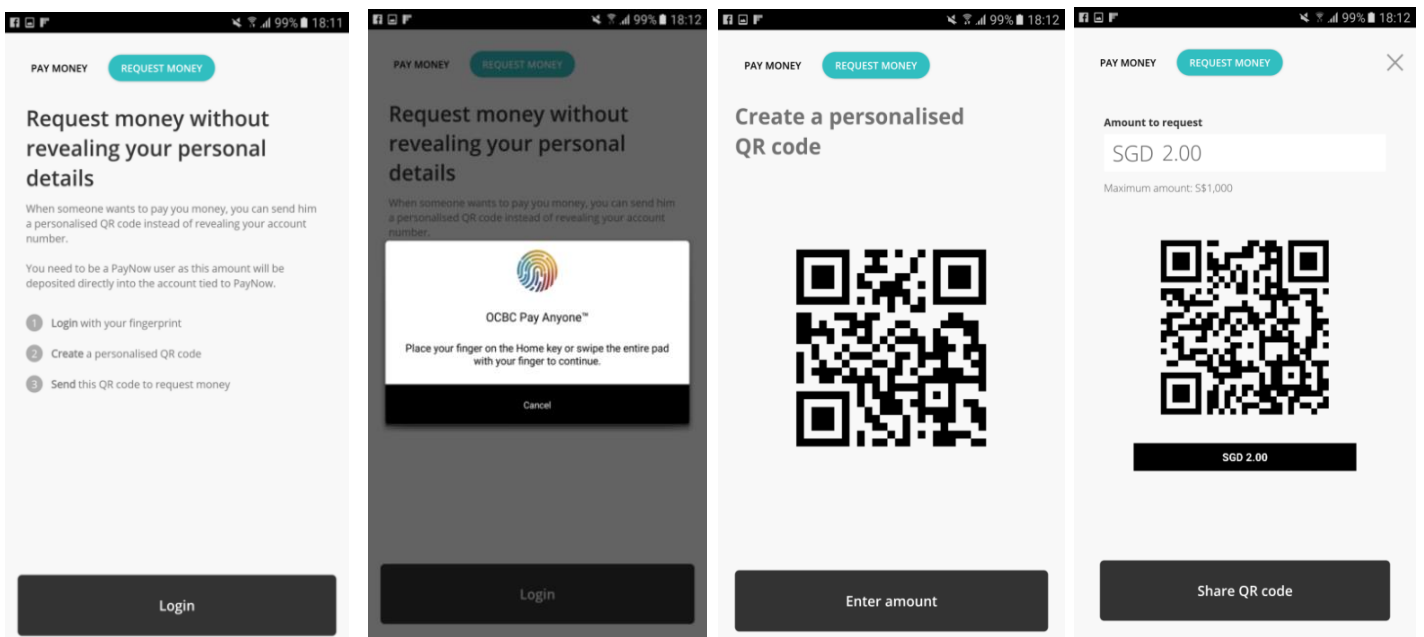 99% 18:11
PAY MONEY
REQUEST MONEY
Request money without
revealing your personal
details
When someone wants to pay you money, you can send him
a personalised QR code instead of revealing your account
number.
You need to be a PayNow user as this amount will be
deposited directly into the account tied to PayNow.
1 Login with your fingerprint
2 Create a personalised QR code
3 Send this QR code to request money
Login
99% 18:12
PAY MONEY
REQUEST MONEY
Request money without
revealing your personal
details
When someone wants to pay you money, you can send him
a personalised QR code instead of revealing your account
number.
OCBC Pay Anyone™
Place your finger on the Home key or swipe the entire pad
with your finger to continue.
Cancel
Login
99% 18:12
PAY MONEY
REQUEST MONEY
Create a personalised
QR code
Enter amount
99% 18:12
PAY MONEY
REQUEST MONEY
Amount to request
SGD 2.00
Maximum amount: S$1,000
SGD 2.00
Share QR code